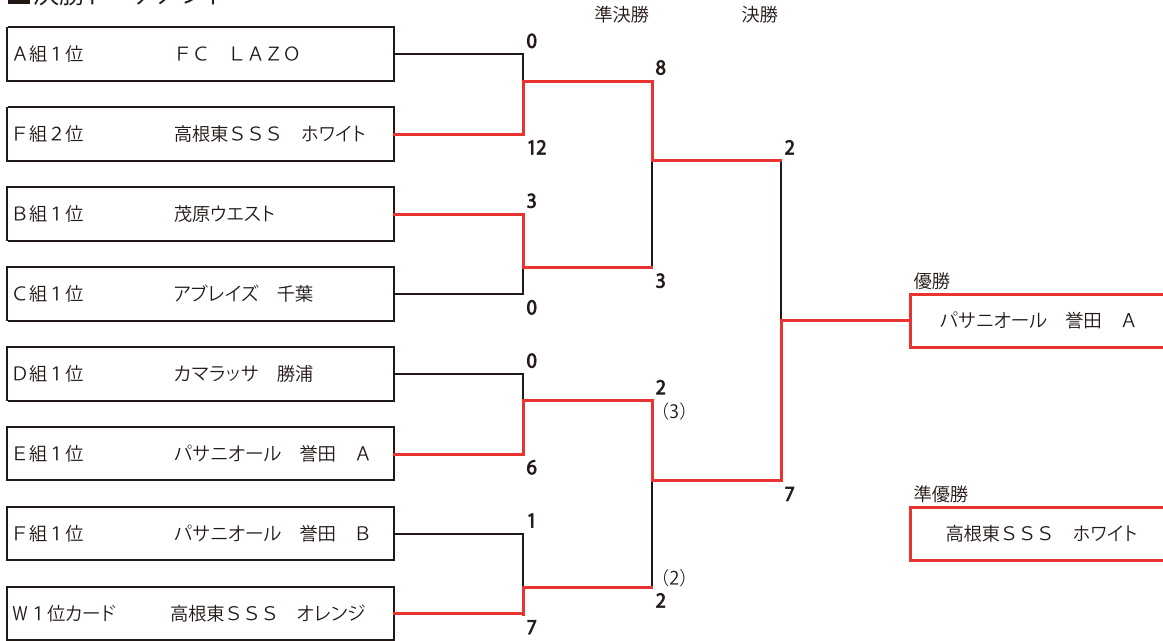 準決勝 決勝
0
A組1位 ＦＣ ＬＡＺＯ
8
F組2位 高根東ＳＳＳ ホワイト
12
2
3
B組1位 茂原ウエスト
3
C組1位 アブレイズ 千葉
0
優勝
パサニオール 誉田 A
0
D組1位 カマラッサ 勝浦
2
(3)
E組1位 パサニオール 誉田 A
6
7
準優勝
高根東ＳＳＳ ホワイト
1
F組1位 パサニオール 誉田 B
(2)
2
W1位カード 高根東ＳＳＳ オレンジ
7